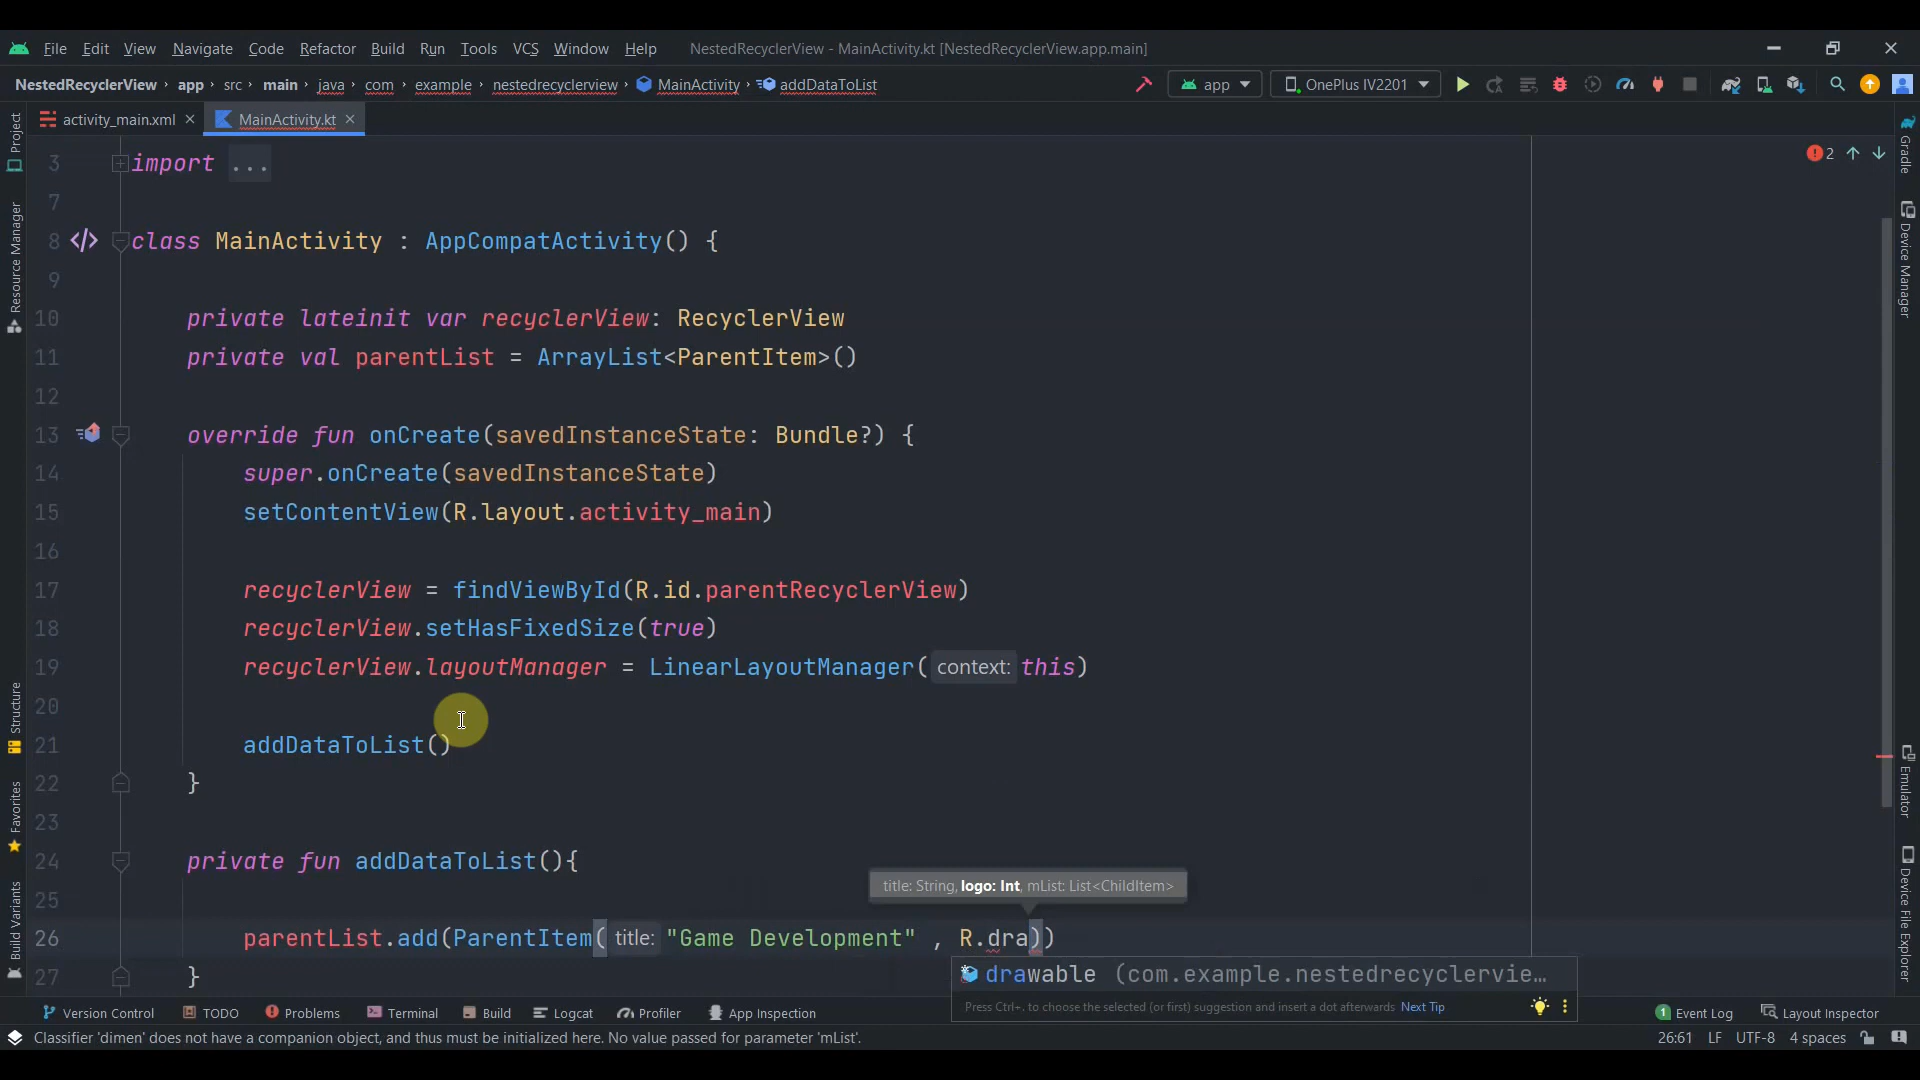 File Edit View Navigate Code Refactor Build Run Tools VCS Window Help NestedRecyclerView - MainActivity.kt [NestedRecyclerView.app.main]
NestedRecyclerView › app › src › main › java › com › example › nestedrecyclerview › MainActivity › addDataToList app OnePlus IV2201
activity_main.xml MainActivity.kt
Project
Resource Manager
Structure
Favorites
Build Variants
2
3 import ...
7
8 class MainActivity : AppCompatActivity() {
9
10 private lateinit var recyclerView: RecyclerView
11 private val parentList = ArrayList<ParentItem>()
12
13 override fun onCreate(savedInstanceState: Bundle?) {
14 super.onCreate(savedInstanceState)
15 setContentView(R.layout.activity_main)
16
17 recyclerView = findViewById(R.id.parentRecyclerView)
18 recyclerView.setHasFixedSize(true)
19 recyclerView.layoutManager = LinearLayoutManager( context: this)
20
21 addDataToList()
22 }
23
24 private fun addDataToList(){
title: String, logo: Int, mList: List<ChildItem>
25
26 parentList.add(ParentItem( title: "Game Development" , R.dra))
drawable (com.example.nestedrecyclervie...
27 }
Press Ctrl+. to choose the selected (or first) suggestion and insert a dot afterwards Next Tip
Gradle
Device Manager
Emulator
Device File Explorer
Version Control TODO Problems Terminal Build Logcat Profiler App Inspection 1 Event Log Layout Inspector
Classifier 'dimen' does not have a companion object, and thus must be initialized here. No value passed for parameter 'mList'. 26:61 LF UTF-8 4 spaces